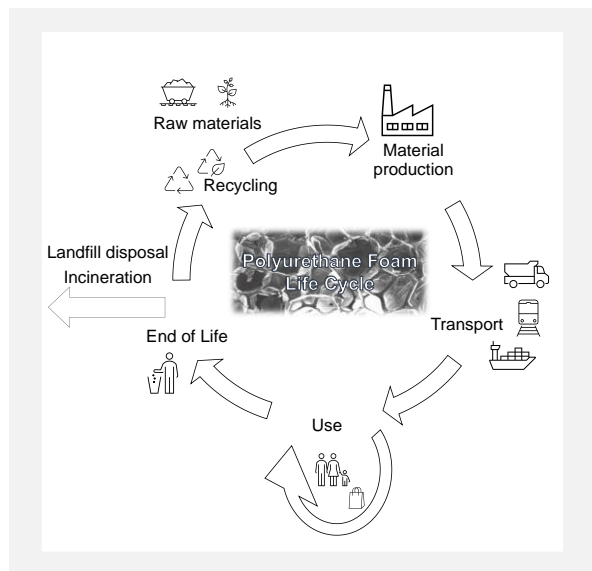 Raw materials
Material
production
Recycling
Polyurethane Foam
Life Cycle
Landfill disposal
Incineration
Transport
End of Life
Use